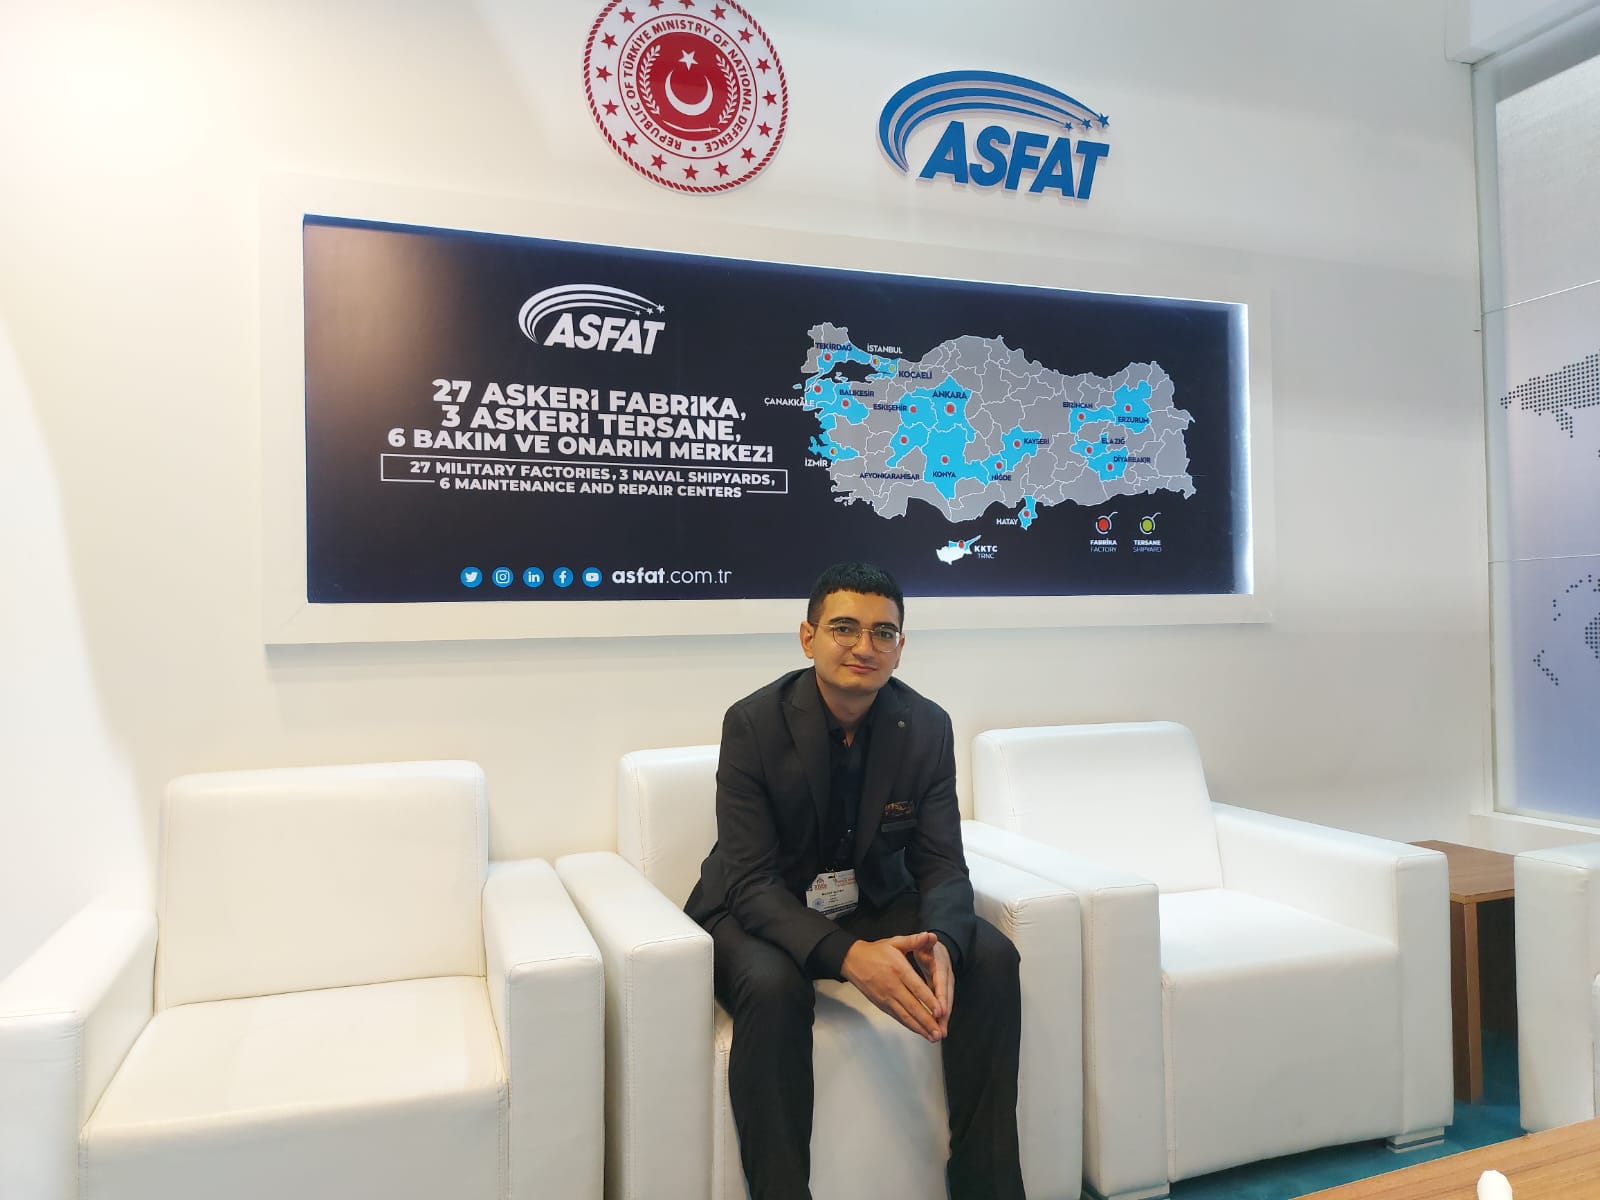 REPUBLIC OF TÜRKİYE MINISTRY OF NATIONAL DEFENCE
ASFAT
ASFAT
27 ASKERİ FABRİKA,
3 ASKERİ TERSANE,
6 BAKIM VE ONARIM MERKEZİ
27 MILITARY FACTORIES, 3 NAVAL SHIPYARDS,
6 MAINTENANCE AND REPAIR CENTERS
asfat.com.tr
TEKİRDAĞ
İSTANBUL
KOCAELİ
ÇANAKKALE
BALIKESİR
ESKİŞEHİR
ANKARA
ERZİNCAN
ERZURUM
İZMİR
AFYONKARAHİSAR
KONYA
NİĞDE
KAYSERİ
ELAZIĞ
DİYARBAKIR
HATAY
KKTC
TRNC
FABRİKA
FACTORY
TERSANE
SHIPYARD